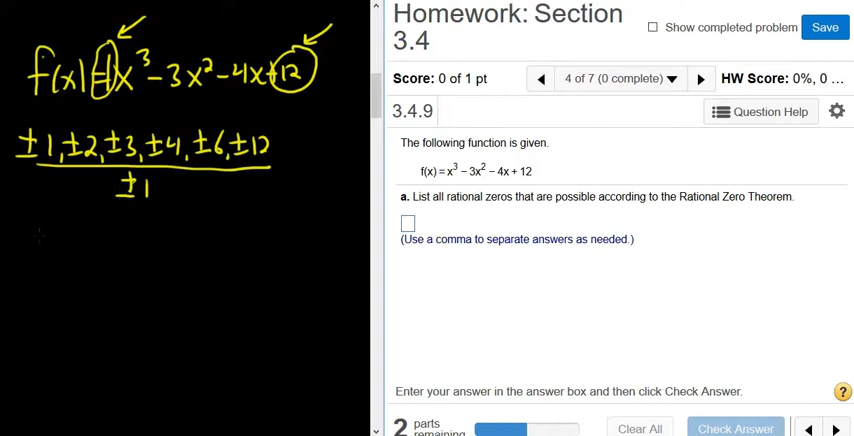 f(x) = 1x³ - 3x² - 4x + 12
± 1, ± 2, ± 3, ± 4, ± 6, ± 12
± 1
Homework: Section 3.4
Show completed problem
Save
Score: 0 of 1 pt
4 of 7 (0 complete)
HW Score: 0%, 0 ...
3.4.9
Question Help
The following function is given.
f(x) = x³ − 3x² − 4x + 12
a. List all rational zeros that are possible according to the Rational Zero Theorem.
(Use a comma to separate answers as needed.)
Enter your answer in the answer box and then click Check Answer.
?
2 parts remaining
Clear All
Check Answer